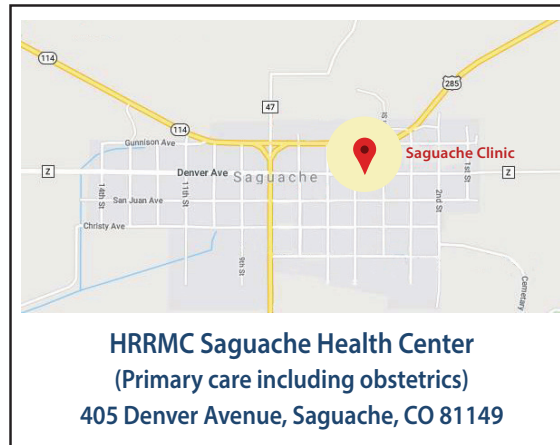 114
285
47
114
Gunnison Ave
Saguache Clinic
Z
Denver Ave
Saguache
Z
14th St
11th St
1st St
San Juan Ave
2nd St
Christy Ave
9th St
Cemetary
HRRMC Saguache Health Center
(Primary care including obstetrics)
405 Denver Avenue, Saguache, CO 81149